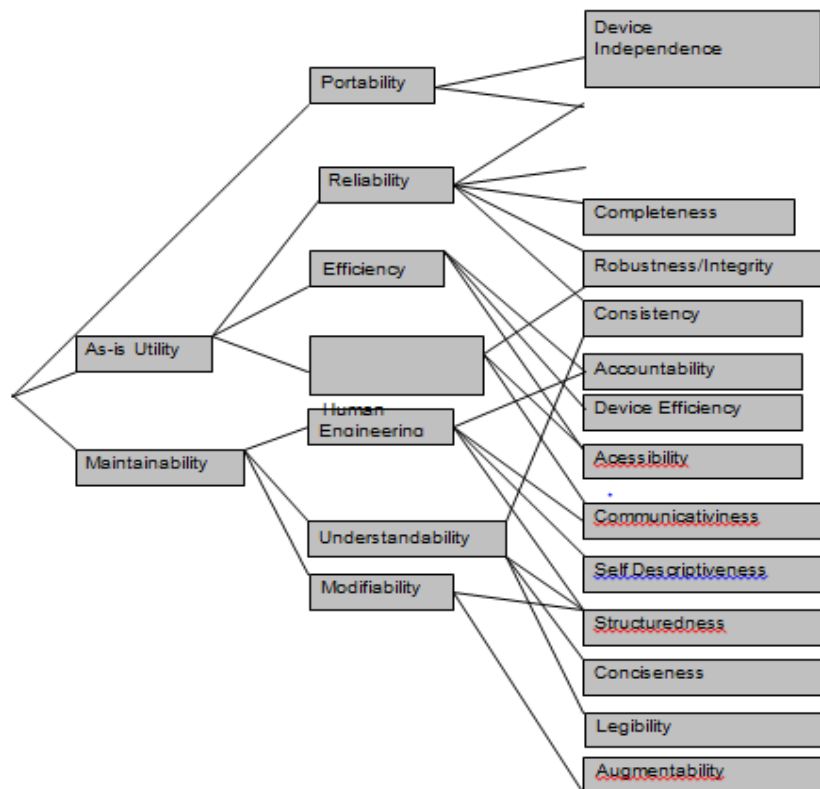 Device
Independence
Portability
Reliability
Completeness
Efficiency
Robustness/Integrity
Consistency
As-is Utility
Accountability
Device Efficiency
Human
Engineering
Maintainability
Acessibility
Communicativiness
Understandability
Self Descriptiveness
Modifiability
Structuredness
Conciseness
Legibility
Augmentability